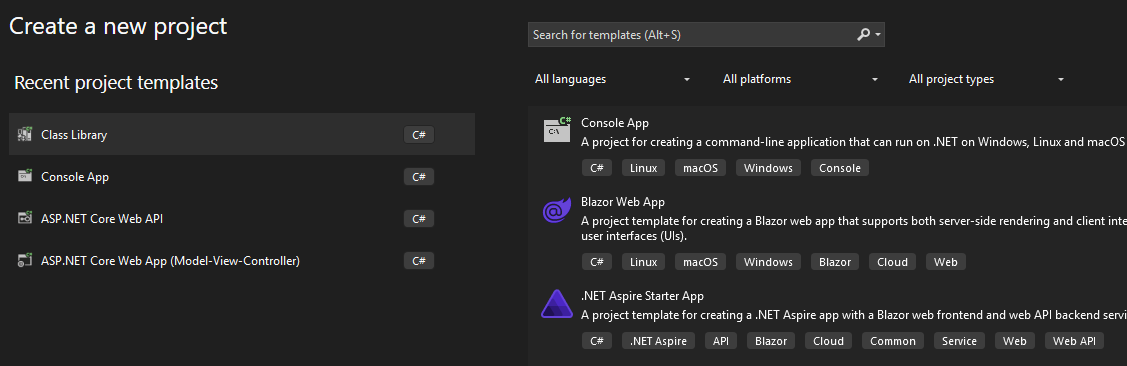 Create a new project
Search for templates (Alt+S)
Recent project templates
All languages
All platforms
All project types
Class Library
C#
Console App
C#
ASP.NET Core Web API
C#
ASP.NET Core Web App (Model-View-Controller)
C#
C#
C:\
Console App
A project for creating a command-line application that can run on .NET on Windows, Linux and macOS
C# Linux macOS Windows Console
Blazor Web App
A project template for creating a Blazor web app that supports both server-side rendering and client inte
user interfaces (UIs).
C# Linux macOS Windows Blazor Cloud Web
.NET Aspire Starter App
A project template for creating a .NET Aspire app with a Blazor web frontend and web API backend servi
C# .NET Aspire API Blazor Cloud Common Service Web Web API